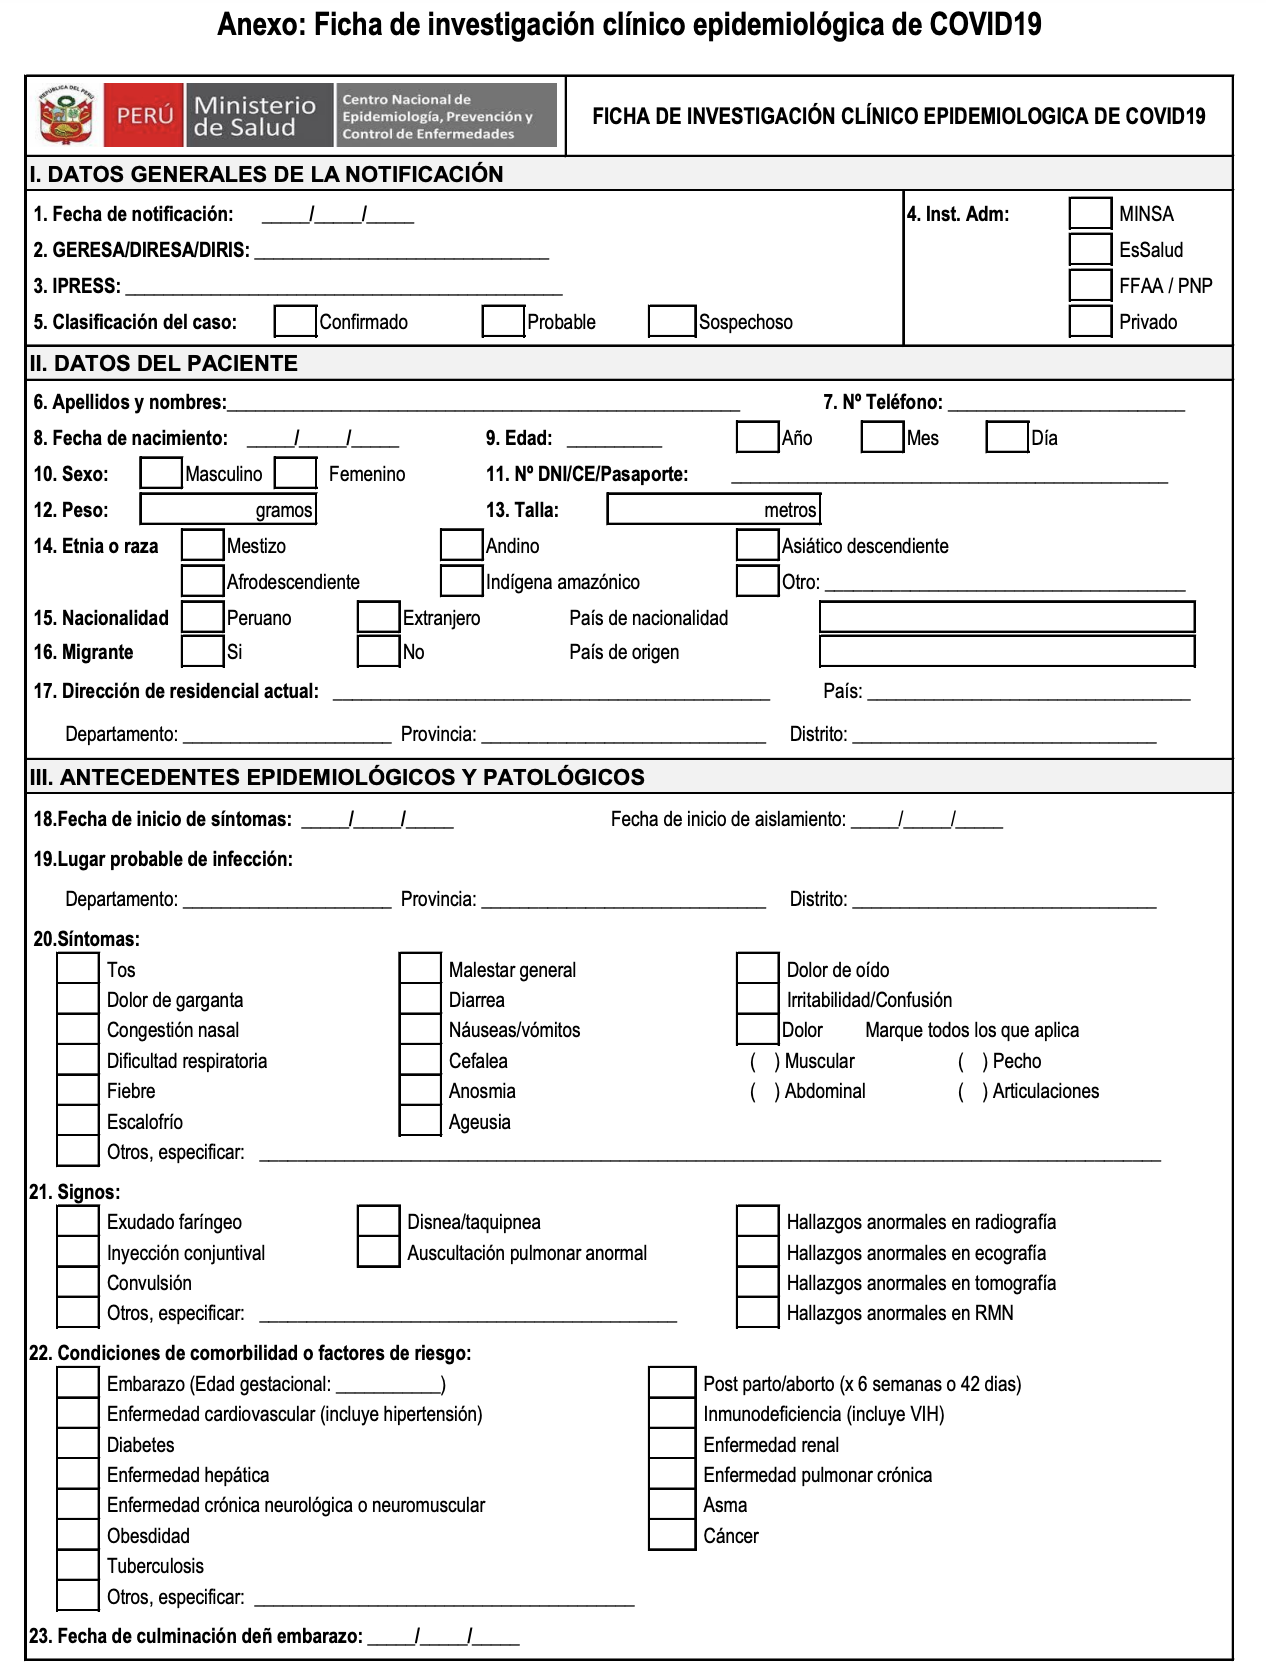 Anexo: Ficha de investigación clínico epidemiológica de COVID19
REPÚBLICA DEL PERÚ
PERÚ
Ministerio
de Salud
Centro Nacional de
Epidemiología, Prevención y
Control de Enfermedades
FICHA DE INVESTIGACIÓN CLÍNICO EPIDEMIOLOGICA DE COVID19
I. DATOS GENERALES DE LA NOTIFICACIÓN
1. Fecha de notificación: _____/_____/_____ 4. Inst. Adm: MINSA
2. GERESA/DIRESA/DIRIS: _______________________________ EsSalud
3. IPRESS: ______________________________________________ FFAA / PNP
5. Clasificación del caso: Confirmado Probable Sospechoso Privado
II. DATOS DEL PACIENTE
6. Apellidos y nombres:______________________________________________________ 7. Nº Teléfono: _________________________
8. Fecha de nacimiento: _____/_____/_____ 9. Edad: __________ Año Mes Día
10. Sexo: Masculino Femenino 11. Nº DNI/CE/Pasaporte: ______________________________________________
12. Peso: gramos 13. Talla: metros
14. Etnia o raza Mestizo Andino Asiático descendiente
Afrodescendiente Indígena amazónico Otro: ______________________________________
15. Nacionalidad Peruano Extranjero País de nacionalidad
16. Migrante Si No País de origen
17. Dirección de residencial actual: ______________________________________________ País: __________________________________
Departamento: ______________________ Provincia: ______________________________ Distrito: ________________________________
III. ANTECEDENTES EPIDEMIOLÓGICOS Y PATOLÓGICOS
18.Fecha de inicio de síntomas: _____/_____/_____ Fecha de inicio de aislamiento: _____/_____/_____
19.Lugar probable de infección:
Departamento: ______________________ Provincia: ______________________________ Distrito: ________________________________
20.Síntomas:
Tos Malestar general Dolor de oído
Dolor de garganta Diarrea Irritabilidad/Confusión
Congestión nasal Náuseas/vómitos Dolor Marque todos los que aplica
Dificultad respiratoria Cefalea ( ) Muscular ( ) Pecho
Fiebre Anosmia ( ) Abdominal ( ) Articulaciones
Escalofrío Ageusia
Otros, especificar: _______________________________________________________________________________________________
21. Signos:
Exudado faríngeo Disnea/taquipnea Hallazgos anormales en radiografía
Inyección conjuntival Auscultación pulmonar anormal Hallazgos anormales en ecografía
Convulsión Hallazgos anormales en tomografía
Otros, especificar: ____________________________________________ Hallazgos anormales en RMN
22. Condiciones de comorbilidad o factores de riesgo:
Embarazo (Edad gestacional: ___________) Post parto/aborto (x 6 semanas o 42 dias)
Enfermedad cardiovascular (incluye hipertensión) Inmunodeficiencia (incluye VIH)
Diabetes Enfermedad renal
Enfermedad hepática Enfermedad pulmonar crónica
Enfermedad crónica neurológica o neuromuscular Asma
Obesdidad Cáncer
Tuberculosis
Otros, especificar: ________________________________________
23. Fecha de culminación deñ embarazo: _____/_____/_____